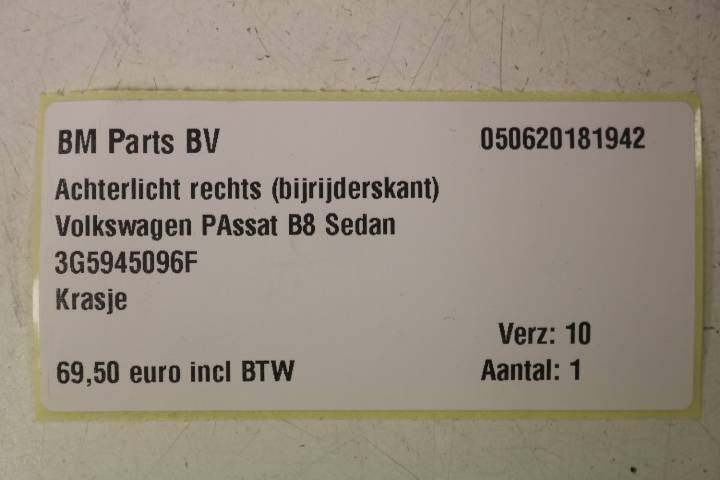 BM Parts BV 050620181942
Achterlicht rechts (bijrijderskant)
Volkswagen PAssat B8 Sedan
3G5945096F
Krasje
Verz: 10
69,50 euro incl BTW Aantal: 1